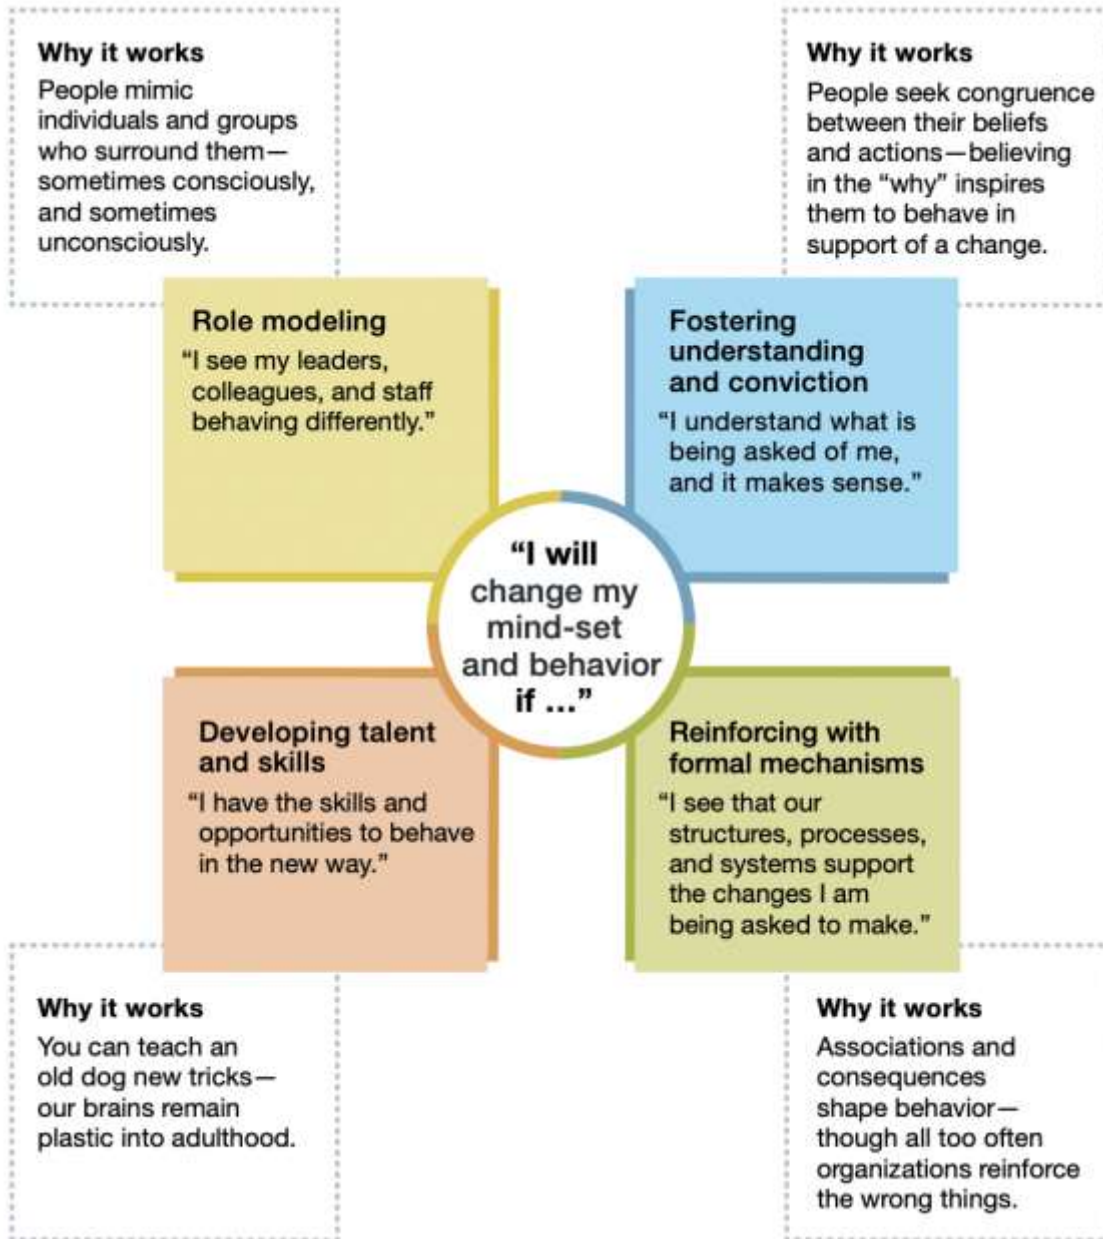 Why it works
People mimic
individuals and groups
who surround them—
sometimes consciously,
and sometimes
unconsciously.
Why it works
People seek congruence
between their beliefs
and actions—believing
in the “why” inspires
them to behave in
support of a change.
Role modeling
“I see my leaders,
colleagues, and staff
behaving differently.”
Fostering
understanding
and conviction
“I understand what is
being asked of me,
and it makes sense.”
“I will
change my
mind-set
and behavior
if ...”
Developing talent
and skills
“I have the skills and
opportunities to behave
in the new way.”
Reinforcing with
formal mechanisms
“I see that our
structures, processes,
and systems support
the changes I am
being asked to make.”
Why it works
You can teach an
old dog new tricks—
our brains remain
plastic into adulthood.
Why it works
Associations and
consequences
shape behavior—
though all too often
organizations reinforce
the wrong things.